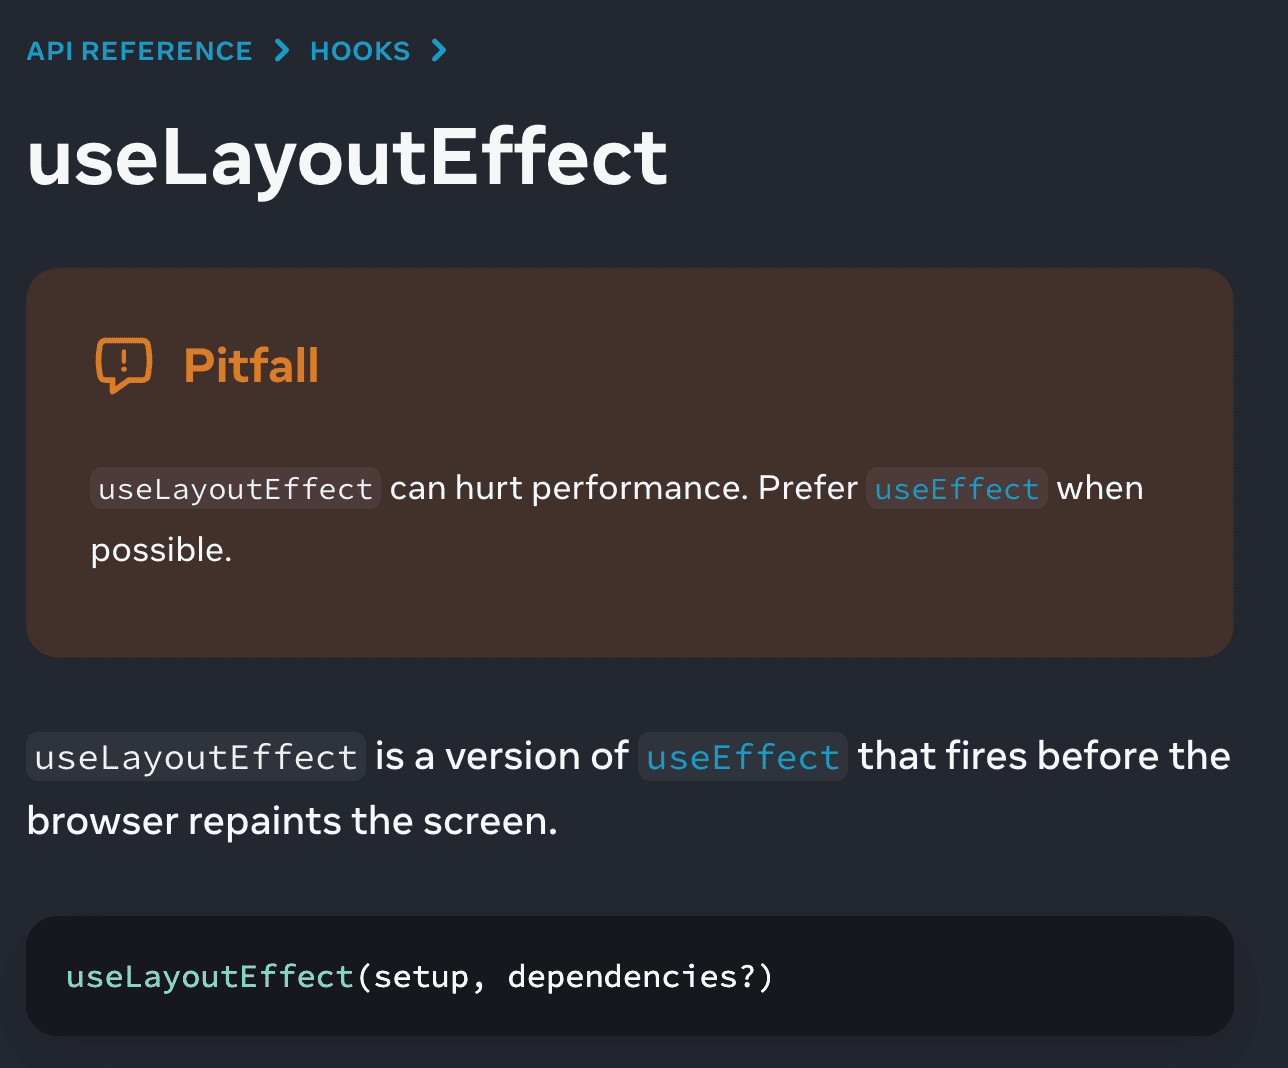 API REFERENCE > HOOKS >
useLayoutEffect
Pitfall
useLayoutEffect can hurt performance. Prefer useEffect when
possible.
useLayoutEffect is a version of useEffect that fires before the
browser repaints the screen.
useLayoutEffect(setup, dependencies?)